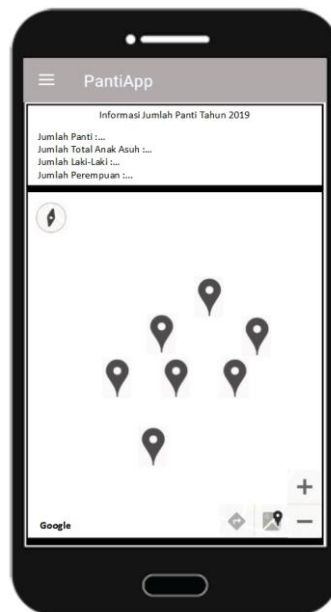 PantiApp
Informasi Jumlah Panti Tahun 2019
Jumlah Panti :...
Jumlah Total Anak Asuh :...
Jumlah Laki-Laki :...
Jumlah Perempuan :...
Google